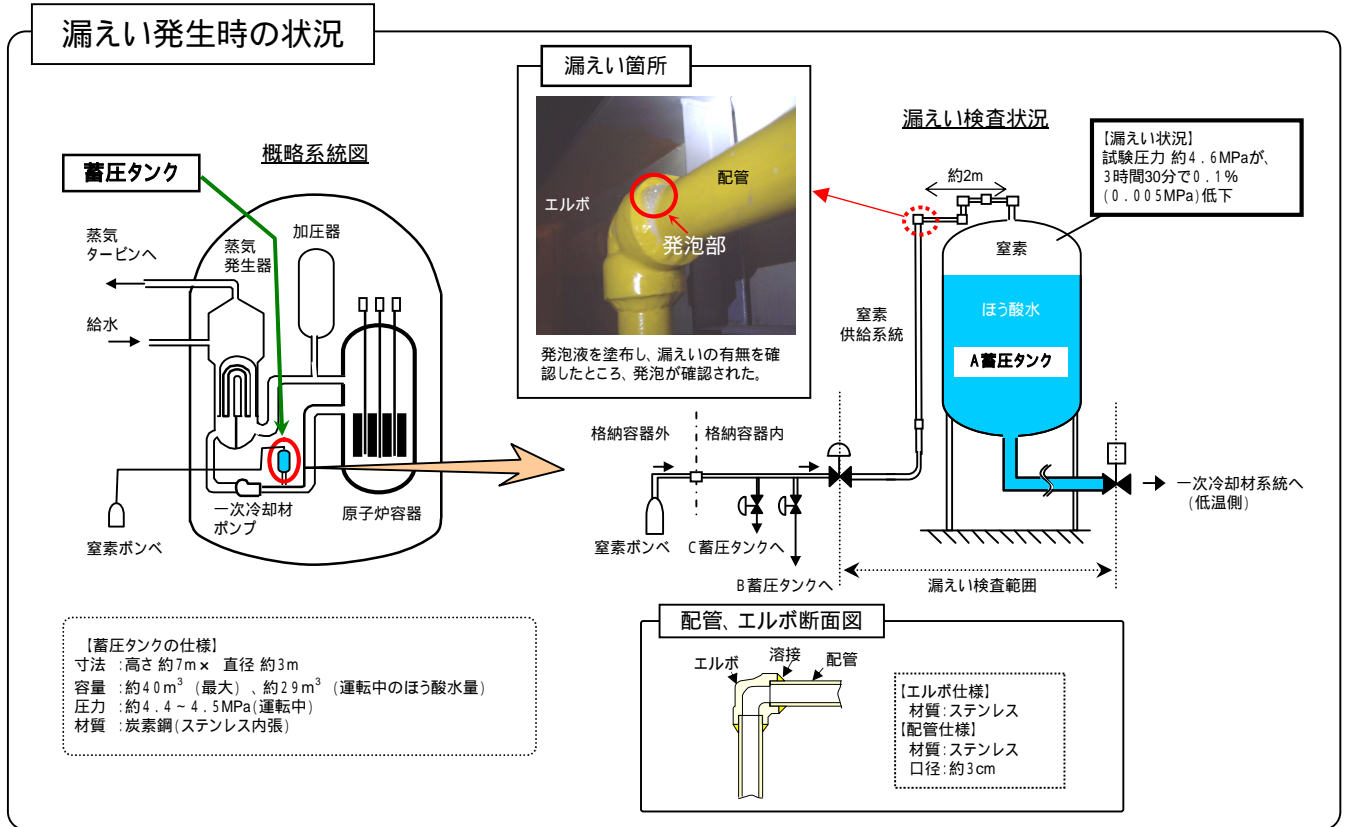 漏えい発生時の状況
概略系統図
蓄圧タンク
加圧器
蒸気
タービンへ
蒸気
発生器
給水
一次冷却材
ポンプ
原子炉容器
窒素ボンベ
漏えい箇所
エルボ
配管
発泡部
発泡液を塗布し、漏えいの有無を確
認したところ、発泡が確認された。
漏えい検査状況
【漏えい状況】
試験圧力 約4.6MPaが、
3時間30分で0.1%
(0.005MPa)低下
約2m
窒素
ほう酸水
A蓄圧タンク
窒素
供給系統
格納容器外
格納容器内
窒素ボンベ
C蓄圧タンクへ
B蓄圧タンクへ
漏えい検査範囲
一次冷却材系統へ
(低温側)
【蓄圧タンクの仕様】
寸法 :高さ 約7m× 直径 約3m
容量 :約40m³ (最大) 、約29m³ (運転中のほう酸水量)
圧力 :約4.4~4.5MPa(運転中)
材質 :炭素鋼(ステンレス内張)
配管、エルボ断面図
エルボ
溶接
配管
【エルボ仕様】
材質:ステンレス
【配管仕様】
材質:ステンレス
口径:約3cm